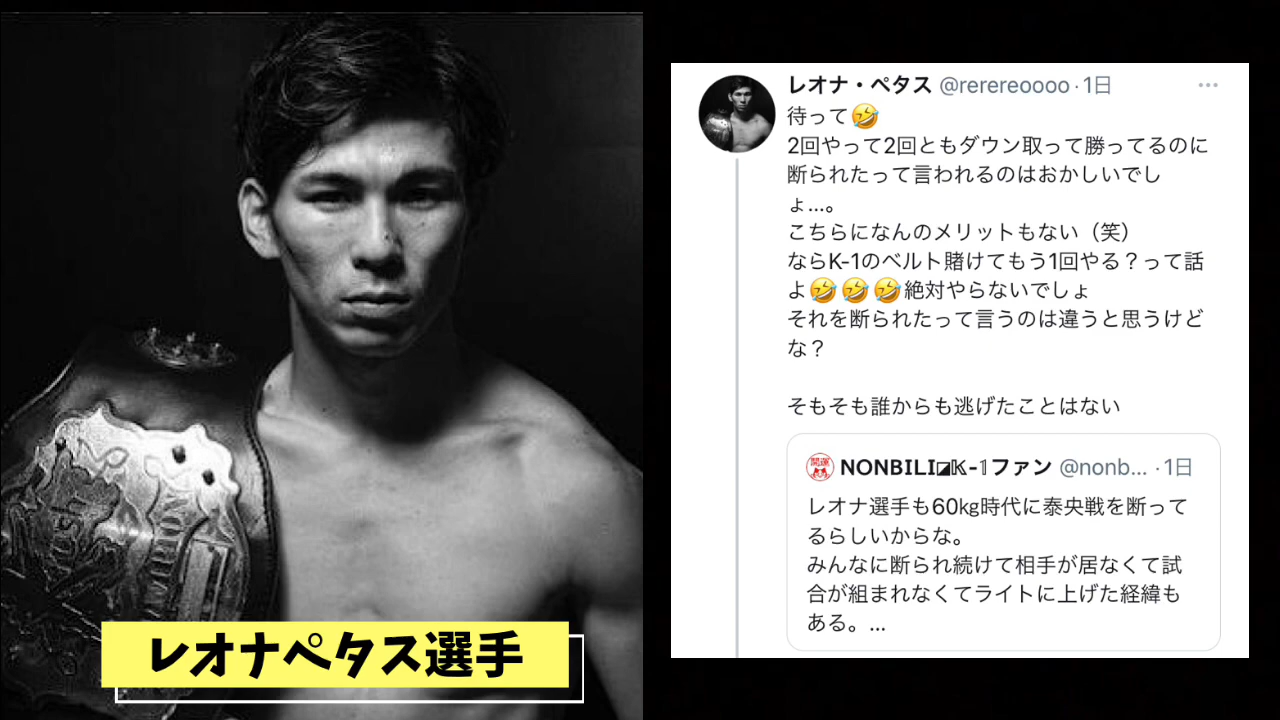 レオナペタス選手
レオナ・ペタス @rerereoooo · 1日
待って🤣
2回やって2回ともダウン取って勝ってるのに
断られたって言われるのはおかしいでし
ょ…。
こちらになんのメリットもない（笑）
ならK-1のベルト賭けてもう1回やる？って話
よ🤣🤣🤣絶対やらないでしょ
それを断られたって言うのは違うと思うけど
な？
そもそも誰からも逃げたことはない
開運
NONBILI◪𝕂-𝟙ファン @nonb... · 1日
レオナ選手も60㎏時代に泰央戦を断って
るらしいからな。
みんなに断られ続けて相手が居なくて試
合が組まれなくてライトに上げた経緯も
ある。...